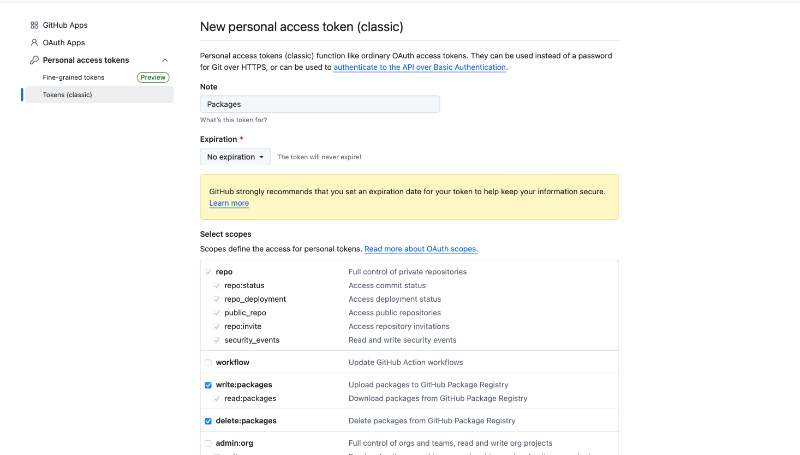 GitHub Apps
OAuth Apps
Personal access tokens
Fine-grained tokens Preview
Tokens (classic)
New personal access token (classic)
Personal access tokens (classic) function like ordinary OAuth access tokens. They can be used instead of a password
for Git over HTTPS, or can be used to authenticate to the API over Basic Authentication.
Note
Packages
What's this token for?
Expiration *
No expiration The token will never expire!
GitHub strongly recommends that you set an expiration date for your token to help keep your information secure.
Learn more
Select scopes
Scopes define the access for personal tokens. Read more about OAuth scopes.
repo Full control of private repositories
repo:status Access commit status
repo_deployment Access deployment status
public_repo Access public repositories
repo:invite Access repository invitations
security_events Read and write security events
workflow Update GitHub Action workflows
write:packages Upload packages to GitHub Package Registry
read:packages Download packages from GitHub Package Registry
delete:packages Delete packages from GitHub Package Registry
admin:org Full control of orgs and teams, read and write org projects